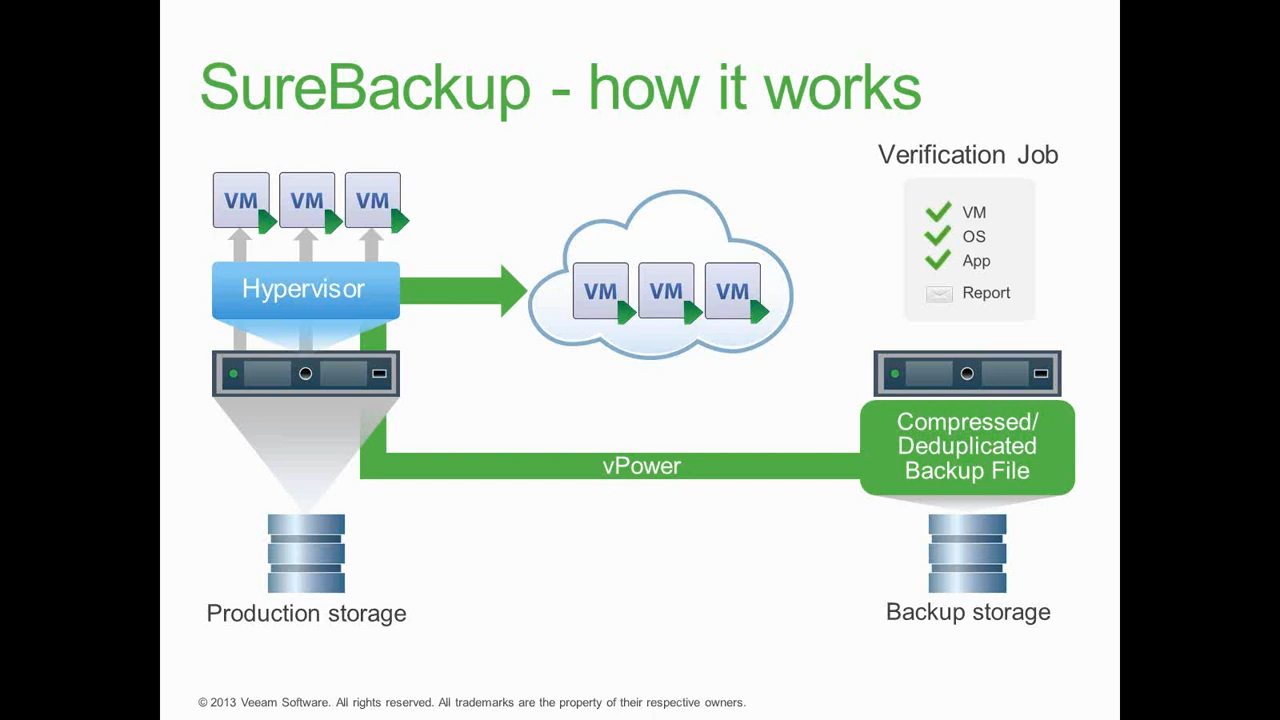 SureBackup - how it works
Verification Job
VM VM VM
VM
OS
App
Report
Hypervisor
VM VM VM
Compressed/
Deduplicated
Backup File
vPower
Production storage
Backup storage
© 2013 Veeam Software. All rights reserved. All trademarks are the property of their respective owners.